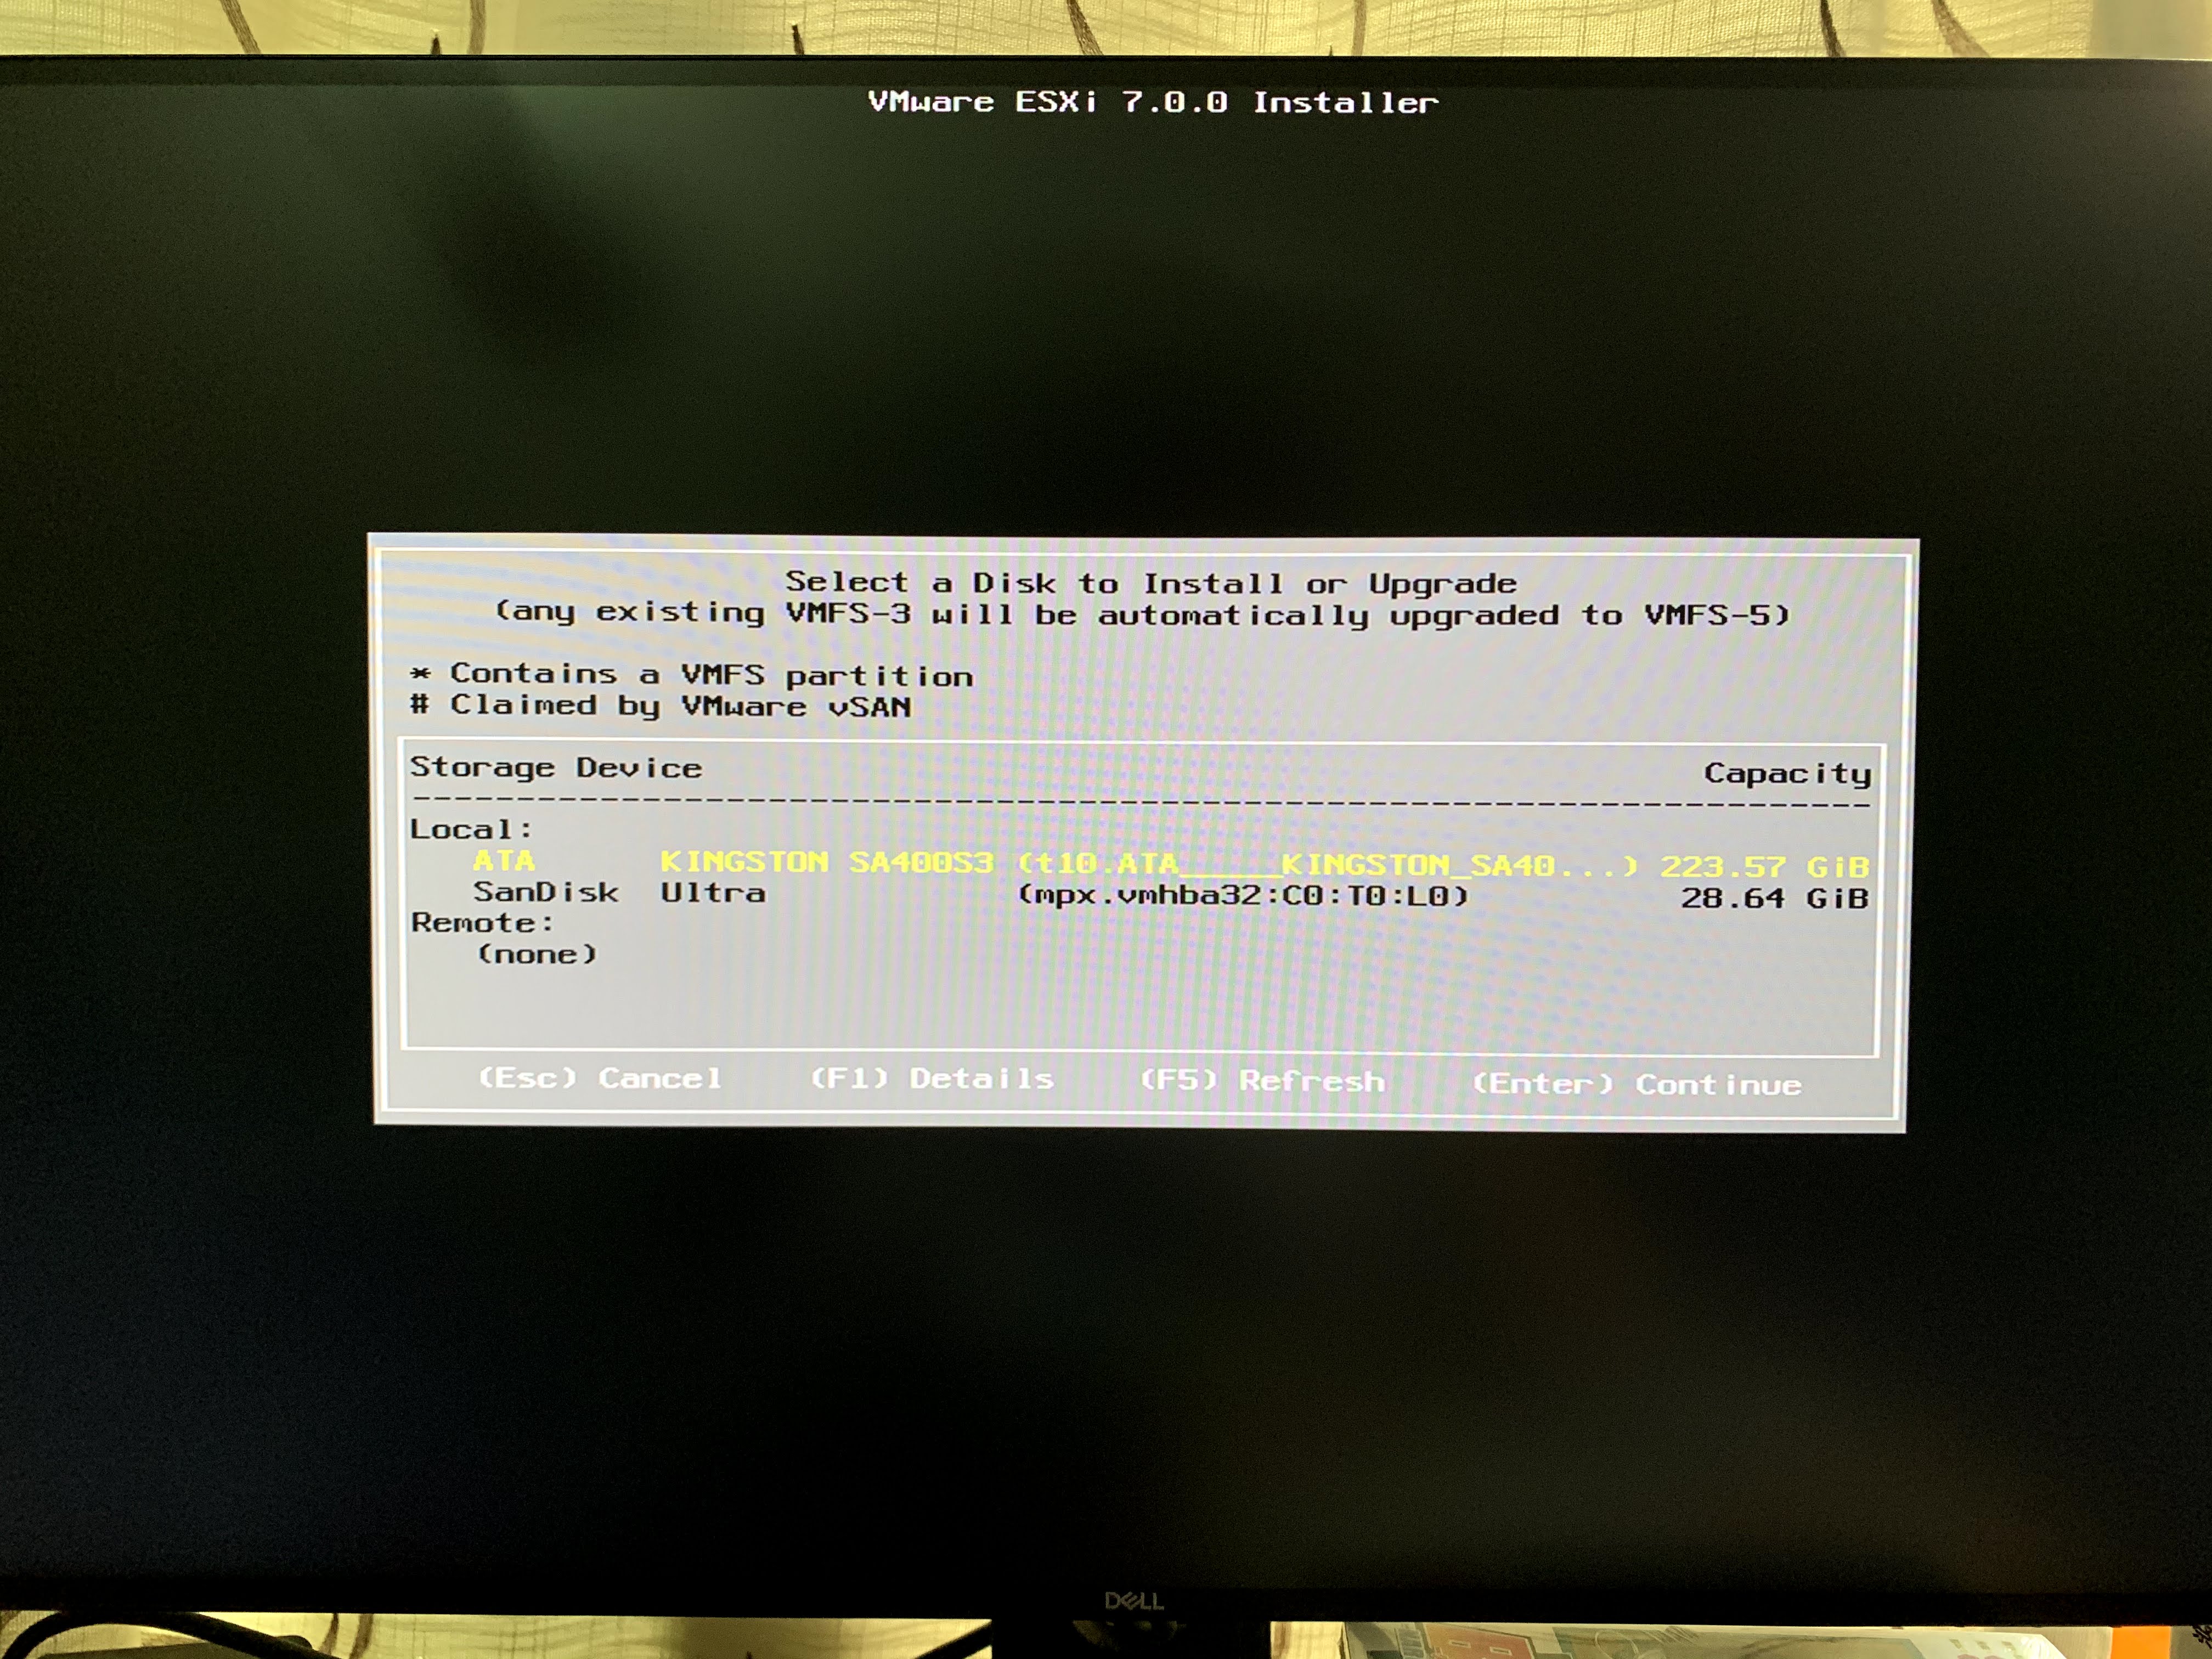 VMware ESXi 7.0.0 Installer
Select a Disk to Install or Upgrade
(any existing VMFS-3 will be automatically upgraded to VMFS-5)
* Contains a VMFS partition
# Claimed by VMware vSAN
Storage Device Capacity
--------------------------------------------------------------------------------
Local:
ATA KINGSTON SA400S3 (t10.ATA_____KINGSTON_SA40...) 223.57 GiB
SanDisk Ultra (mpx.vmhba32:C0:T0:L0) 28.64 GiB
Remote:
(none)
(Esc) Cancel (F1) Details (F5) Refresh (Enter) Continue
DELL